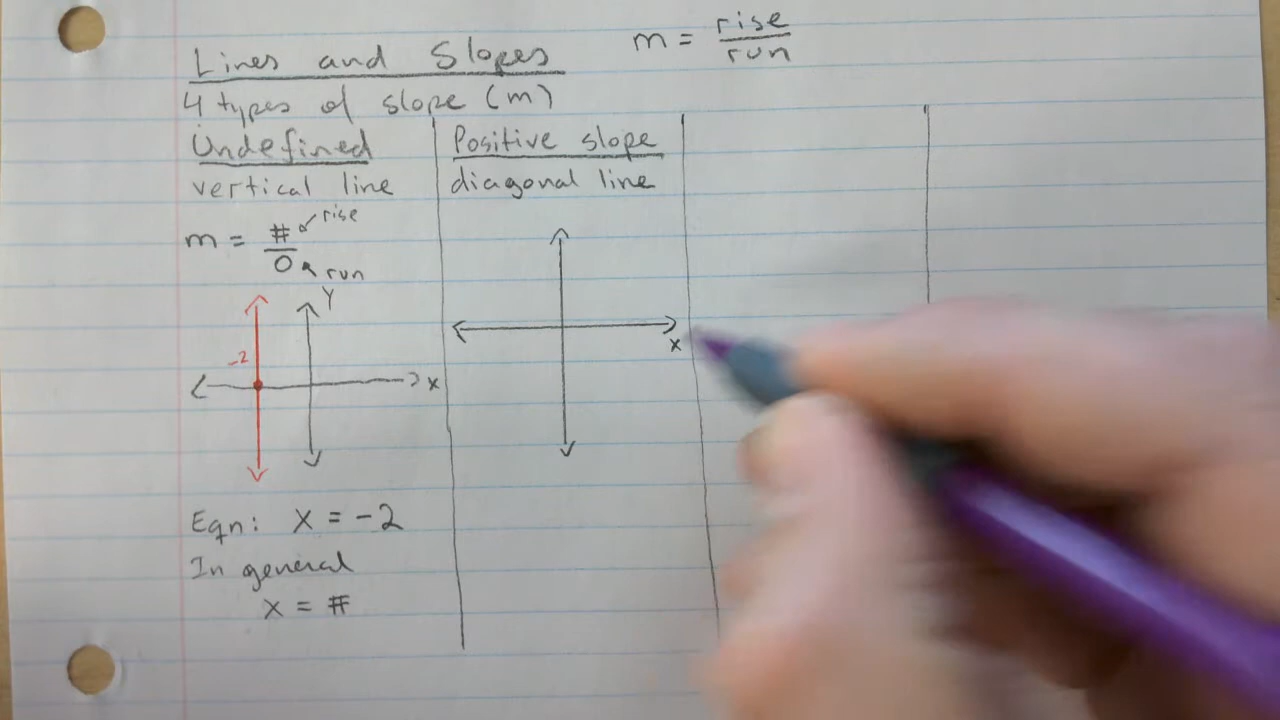 Lines and Slopes
m = rise/run
4 types of slope (m)
Undefined
vertical line
m = #/0
rise
run
Y
-2
x
Eqn: x = -2
In general
x = #
Positive slope
diagonal line
x